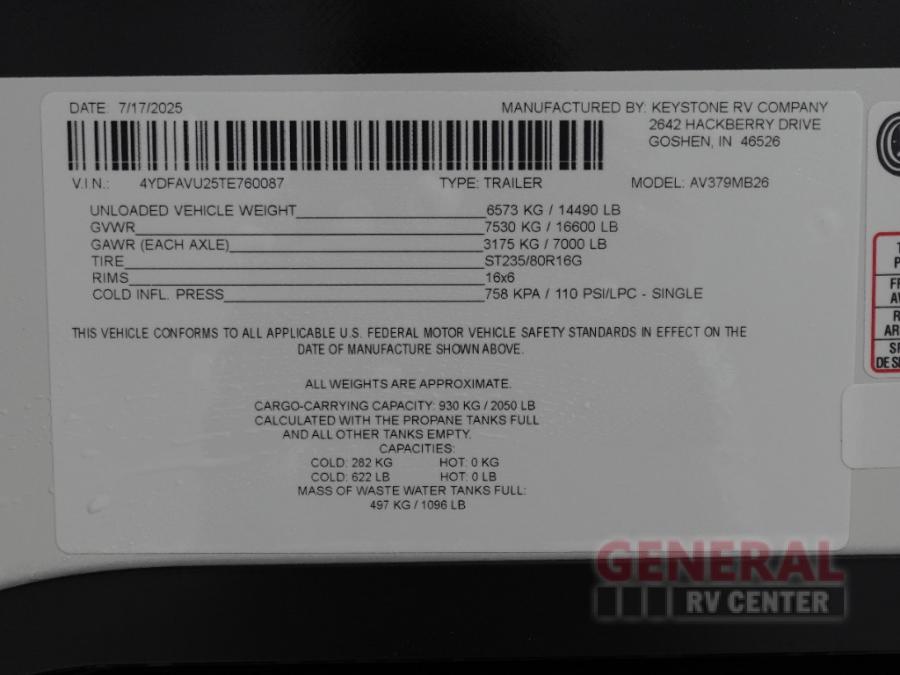 DATE: 7/17/2025
MANUFACTURED BY: KEYSTONE RV COMPANY
2642 HACKBERRY DRIVE
GOSHEN, IN 46526
V.I.N.: 4YDFAVU25TE760087 TYPE: TRAILER MODEL: AV379MB26
UNLOADED VEHICLE WEIGHT 6573 KG / 14490 LB
GVWR 7530 KG / 16600 LB
GAWR (EACH AXLE) 3175 KG / 7000 LB
TIRE ST235/80R16G
RIMS 16x6
COLD INFL. PRESS 758 KPA / 110 PSI/LPC - SINGLE
THIS VEHICLE CONFORMS TO ALL APPLICABLE U.S. FEDERAL MOTOR VEHICLE SAFETY STANDARDS IN EFFECT ON THE
DATE OF MANUFACTURE SHOWN ABOVE.
ALL WEIGHTS ARE APPROXIMATE.
CARGO-CARRYING CAPACITY: 930 KG / 2050 LB
CALCULATED WITH THE PROPANE TANKS FULL
AND ALL OTHER TANKS EMPTY.
CAPACITIES:
COLD: 282 KG HOT: 0 KG
COLD: 622 LB HOT: 0 LB
MASS OF WASTE WATER TANKS FULL:
497 KG / 1096 LB
GENERAL
RV CENTER